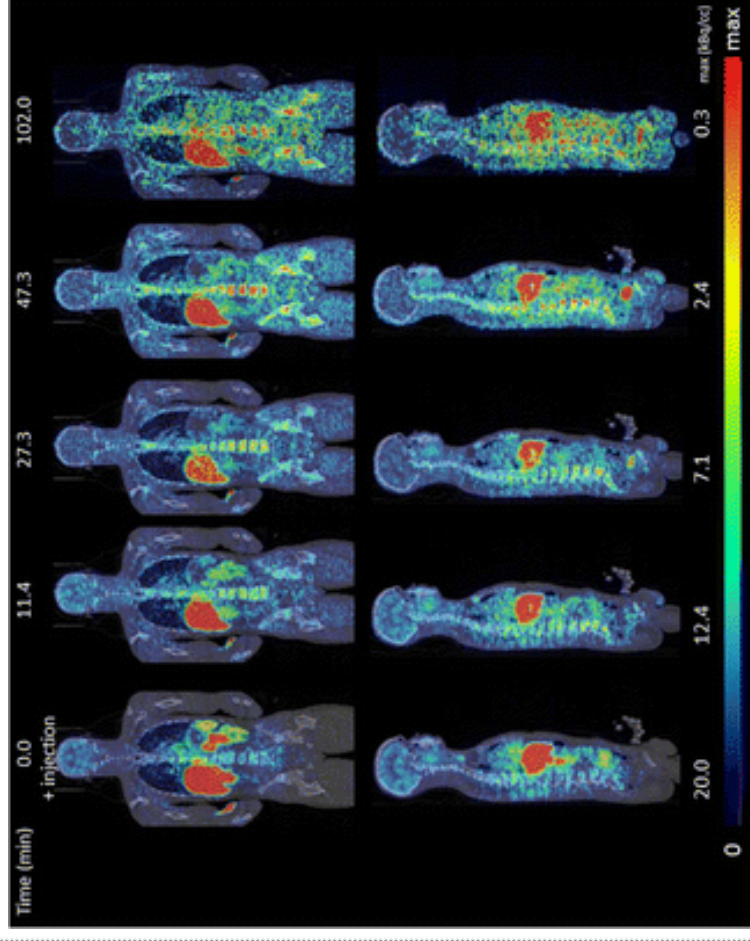 Time (min)
0.0
+ injection
11.4
27.3
47.3
102.0
20.0
12.4
7.1
2.4
0.3
max [kBq/cc]
0
max